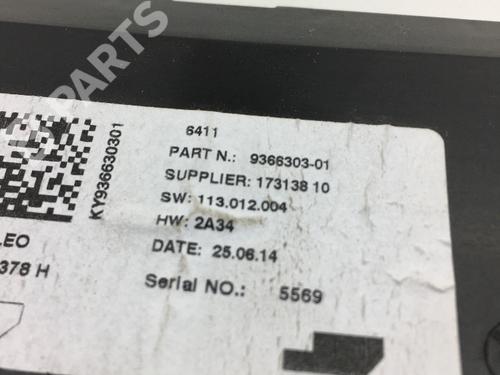 PARTS
KY936630301
6411
PART N.: 9366303-01
SUPPLIER: 173138 10
SW: 113.012.004
HW: 2A34
DATE: 25.06.14
Serial NO.: 5569
LEO
378 H